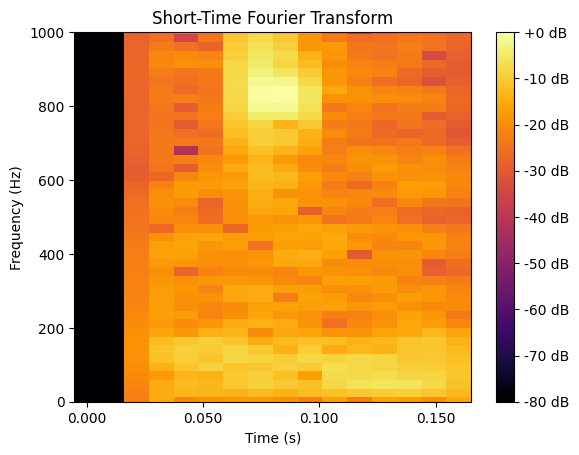 Short-Time Fourier Transform
1000
800
600
400
200
0
Frequency (Hz)
0.000
0.050
0.100
0.150
Time (s)
+0 dB
-10 dB
-20 dB
-30 dB
-40 dB
-50 dB
-60 dB
-70 dB
-80 dB